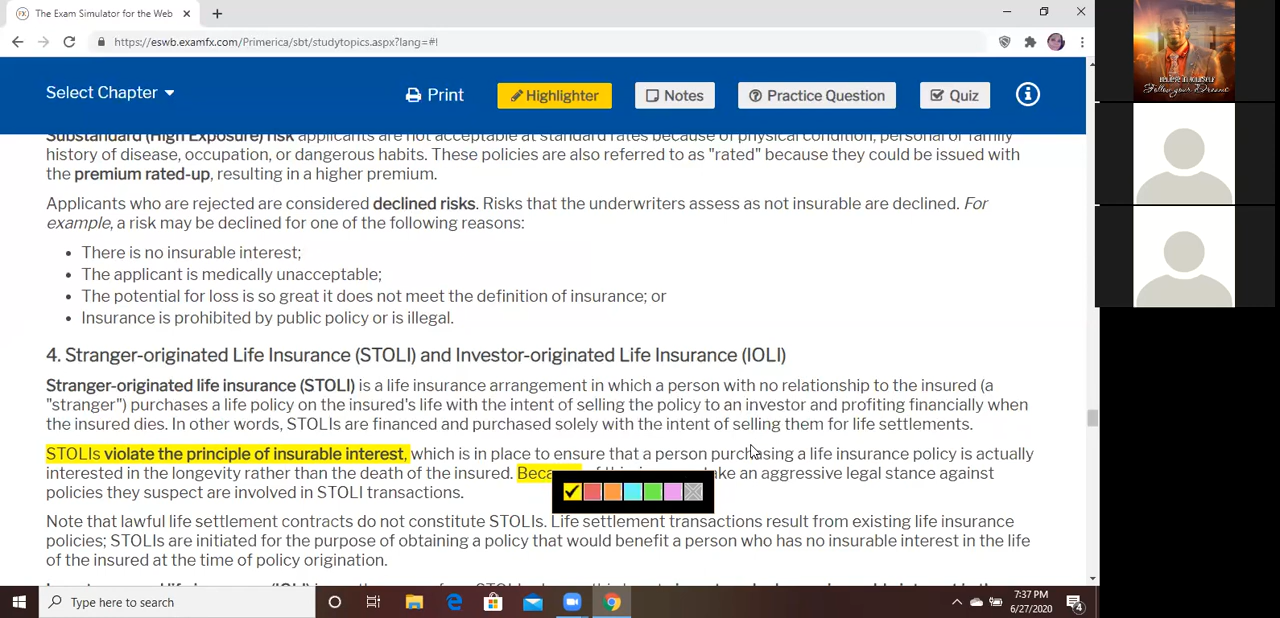 The Exam Simulator for the Web
https://eswb.examfx.com/Primerica/sbt/studytopics.aspx?lang=#!
Select Chapter
Print
Highlighter
Notes
Practice Question
Quiz
Substandard (High Exposure) risk applicants are not acceptable at standard rates because of physical condition, personal or family
history of disease, occupation, or dangerous habits. These policies are also referred to as "rated" because they could be issued with
the premium rated-up, resulting in a higher premium.
Applicants who are rejected are considered declined risks. Risks that the underwriters assess as not insurable are declined. For
example, a risk may be declined for one of the following reasons:
There is no insurable interest;
The applicant is medically unacceptable;
The potential for loss is so great it does not meet the definition of insurance; or
Insurance is prohibited by public policy or is illegal.
4. Stranger-originated Life Insurance (STOLI) and Investor-originated Life Insurance (IOLI)
Stranger-originated life insurance (STOLI) is a life insurance arrangement in which a person with no relationship to the insured (a
"stranger") purchases a life policy on the insured's life with the intent of selling the policy to an investor and profiting financially when
the insured dies. In other words, STOLIs are financed and purchased solely with the intent of selling them for life settlements.
STOLIs violate the principle of insurable interest, which is in place to ensure that a person purchasing a life insurance policy is actually
interested in the longevity rather than the death of the insured. take an aggressive legal stance against
policies they suspect are involved in STOLI transactions.
Note that lawful life settlement contracts do not constitute STOLIs. Life settlement transactions result from existing life insurance
policies; STOLIs are initiated for the purpose of obtaining a policy that would benefit a person who has no insurable interest in the life
of the insured at the time of policy origination.
Type here to search
7:37 PM
6/27/2020
4
BELIEVE IN YOURSELF
Follow your Dreams